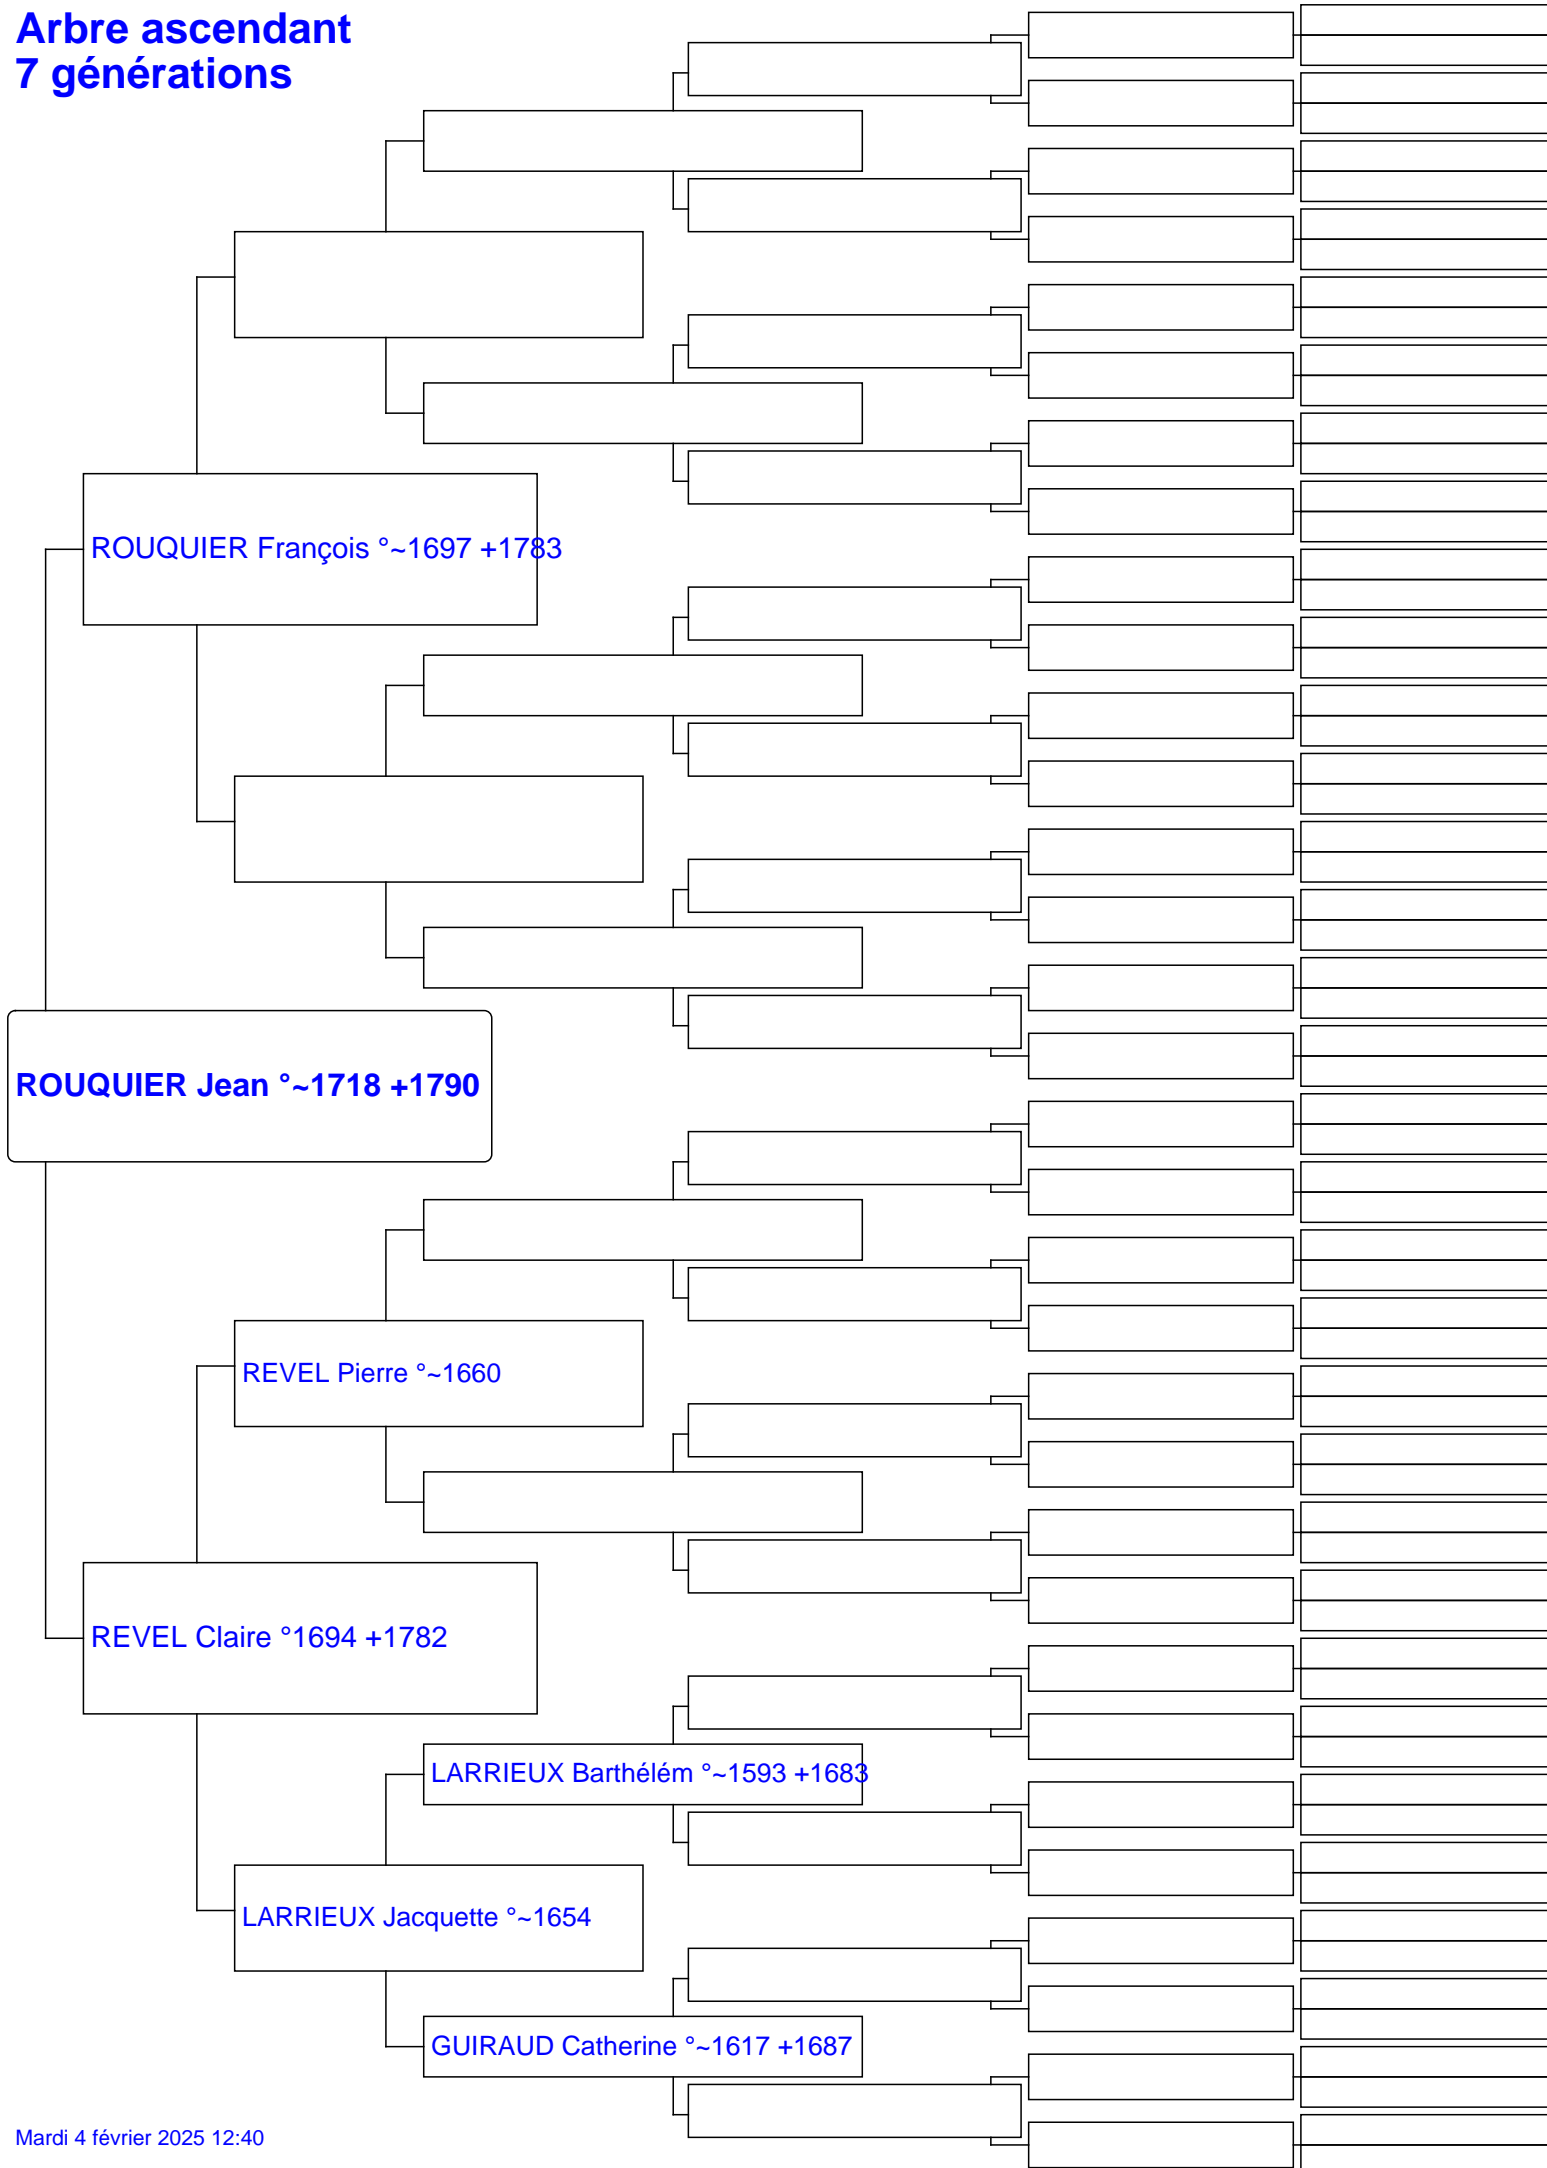 Arbre ascendant
7 générations
ROUQUIER François °~1697 +1783
ROUQUIER Jean °~1718 +1790
REVEL Pierre °~1660
REVEL Claire °1694 +1782
LARRIEUX Barthélém °~1593 +1683
LARRIEUX Jacquette °~1654
GUIRAUD Catherine °~1617 +1687
Mardi 4 février 2025 12:40